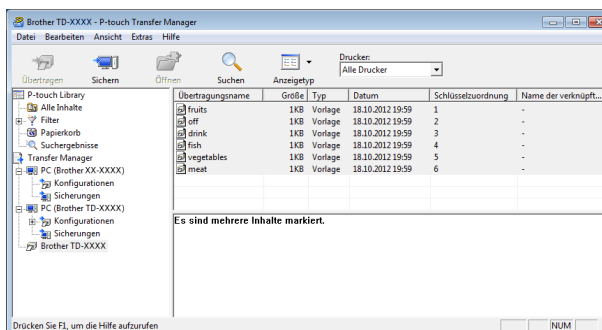 Brother TD-XXXX - P-touch Transfer Manager
Datei Bearbeiten Ansicht Extras Hilfe
Drucker:
Alle Drucker
Übertragen Sichern Öffnen Suchen Anzeigetyp
P-touch Library
Alle Inhalte
Filter
Papierkorb
Suchergebnisse
Transfer Manager
PC (Brother XX-XXXX)
Konfigurationen
Sicherungen
PC (Brother TD-XXXX)
Konfigurationen
Sicherungen
Brother TD-XXXX
Übertragungsname Größe Typ Datum Schlüsselzuordnung Name der verknüpft...
fruits 1KB Vorlage 18.10.2012 19:59 1 -
off 1KB Vorlage 18.10.2012 19:59 2 -
drink 1KB Vorlage 18.10.2012 19:59 3 -
fish 1KB Vorlage 18.10.2012 19:59 4 -
vegetables 1KB Vorlage 18.10.2012 19:59 5 -
meat 1KB Vorlage 18.10.2012 19:59 6 -
Es sind mehrere Inhalte markiert.
Drücken Sie F1, um die Hilfe aufzurufen
NUM